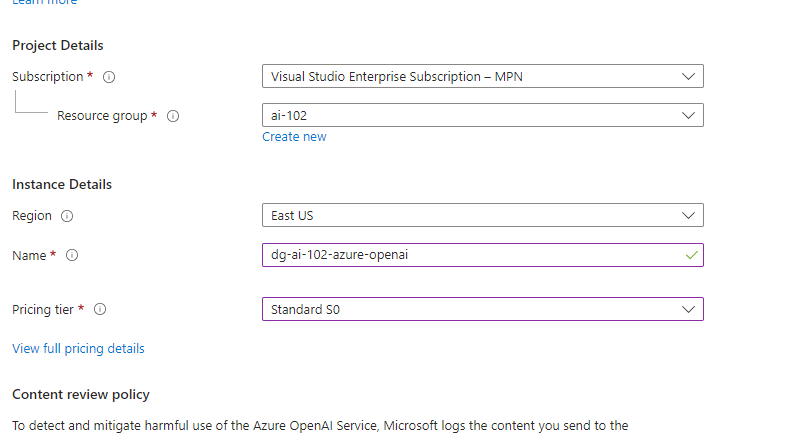 Learn more
Project Details
Subscription *
Visual Studio Enterprise Subscription – MPN
Resource group *
ai-102
Create new
Instance Details
Region
East US
Name *
dg-ai-102-azure-openai
Pricing tier *
Standard S0
View full pricing details
Content review policy
To detect and mitigate harmful use of the Azure OpenAI Service, Microsoft logs the content you send to the